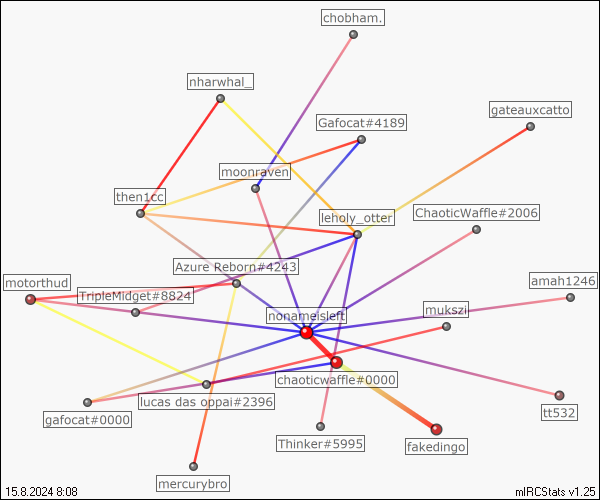 chobham.
nharwhal_
gateauxcatto
Gafocat#4189
moonraven
then1cc
leholy_otter
ChaoticWaffle#2006
Azure Reborn#4243
motorthud
TripleMidget#8824
amah1246
nonameisleft
mukszi
chaoticwaffle#0000
lucas das oppai#2396
gafocat#0000
tt532
Thinker#5995
fakedingo
mercurybro
15.8.2024 8:08
mIRCStats v1.25